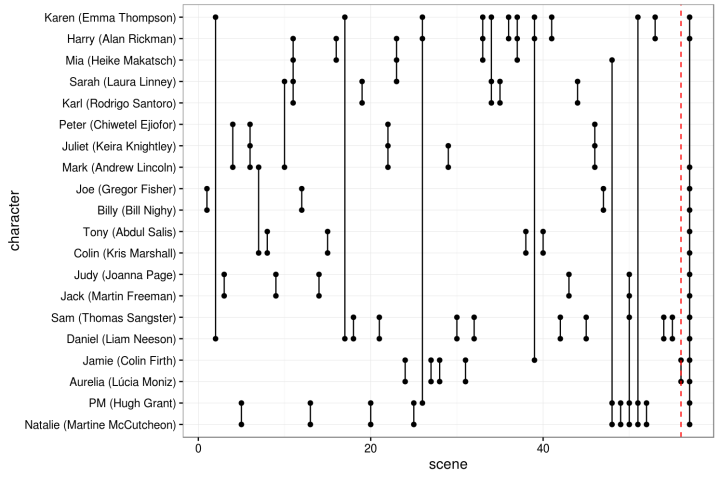 Karen (Emma Thompson)
Harry (Alan Rickman)
Mia (Heike Makatsch)
Sarah (Laura Linney)
Karl (Rodrigo Santoro)
Peter (Chiwetel Ejiofor)
Juliet (Keira Knightley)
Mark (Andrew Lincoln)
Joe (Gregor Fisher)
Billy (Bill Nighy)
Tony (Abdul Salis)
Colin (Kris Marshall)
Judy (Joanna Page)
Jack (Martin Freeman)
Sam (Thomas Sangster)
Daniel (Liam Neeson)
Jamie (Colin Firth)
Aurelia (Lúcia Moniz)
PM (Hugh Grant)
Natalie (Martine McCutcheon)
character
0 20 40
scene